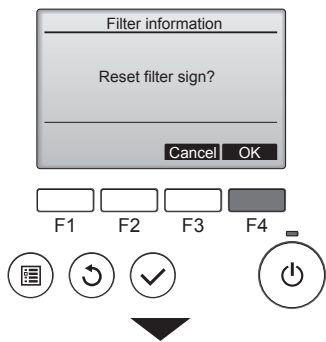 Filter information
Reset filter sign?
Cancel OK
F1 F2 F3 F4